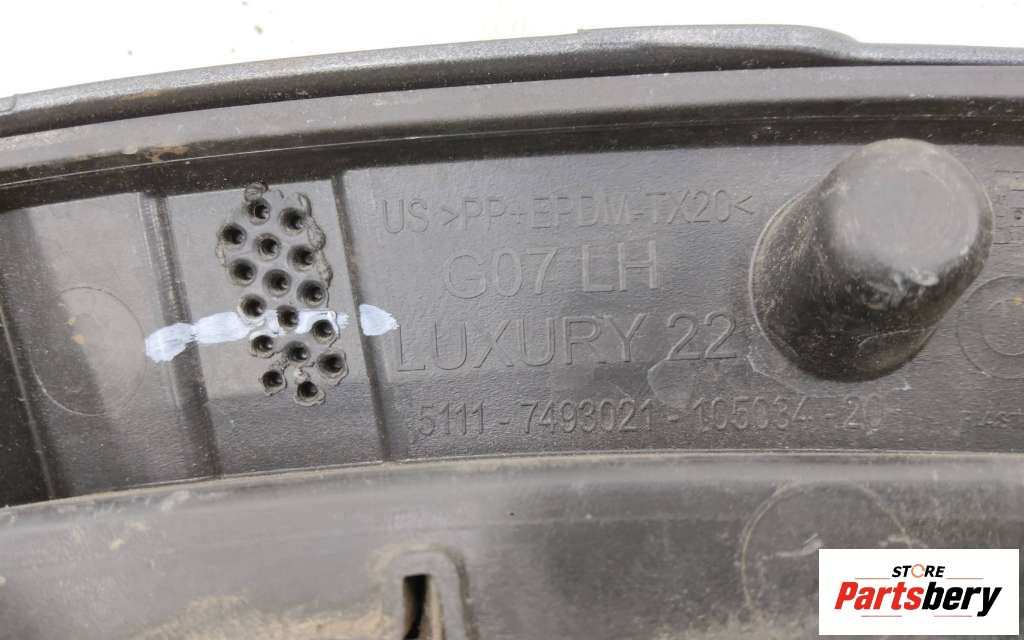 US >PP+EPDM-TX20<
G07 LH
LUXURY 22
5111 - 7493021 - 105034 - 20
STORE
Partsbery